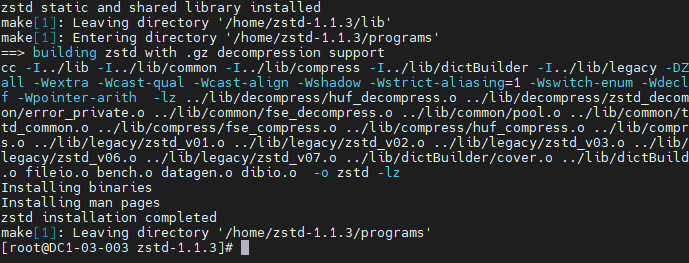 zstd static and shared library installed
make[1]: Leaving directory '/home/zstd-1.1.3/lib'
make[1]: Entering directory '/home/zstd-1.1.3/programs'
==> building zstd with .gz decompression support
cc -I../lib -I../lib/common -I../lib/compress -I../lib/dictBuilder -I../lib/legacy -DZ
all -Wextra -Wcast-qual -Wcast-align -Wshadow -Wstrict-aliasing=1 -Wswitch-enum -Wdecl
f -Wpointer-arith  -lz ../lib/decompress/huf_decompress.o ../lib/decompress/zstd_decom
on/error_private.o ../lib/common/fse_decompress.o ../lib/common/pool.o ../lib/common/t
td_common.o ../lib/compress/fse_compress.o ../lib/compress/huf_compress.o ../lib/compr
s.o ../lib/legacy/zstd_v01.o ../lib/legacy/zstd_v02.o ../lib/legacy/zstd_v03.o ../lib/
legacy/zstd_v06.o ../lib/legacy/zstd_v07.o ../lib/dictBuilder/cover.o ../lib/dictBuild
.o fileio.o bench.o datagen.o dibio.o  -o zstd -lz
Installing binaries
Installing man pages
zstd installation completed
make[1]: Leaving directory '/home/zstd-1.1.3/programs'
[root@DC1-03-003 zstd-1.1.3]#